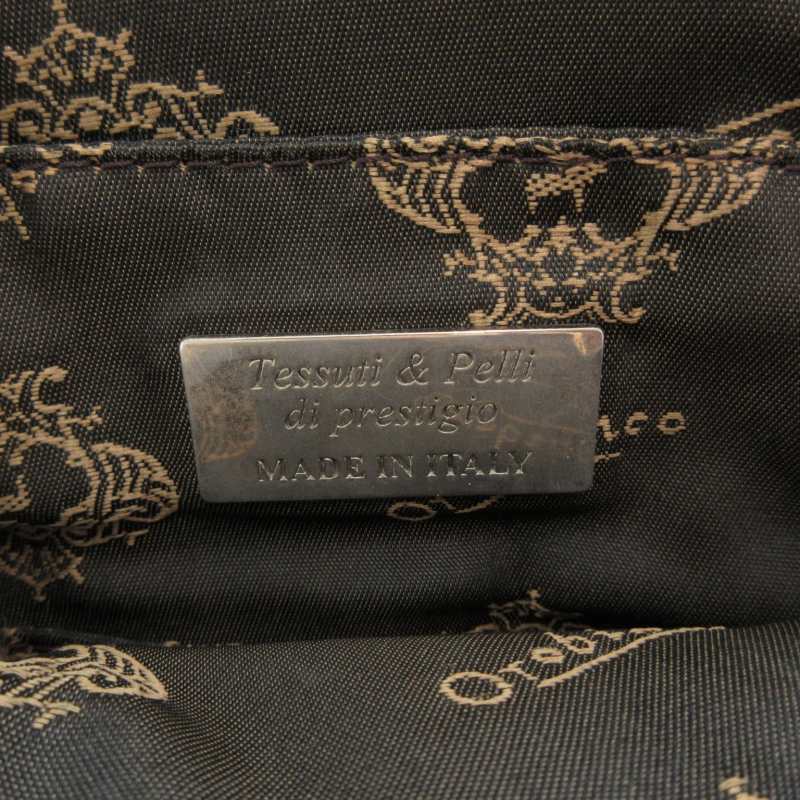 Tessuti & Pelli
di prestigio
MADE IN ITALY